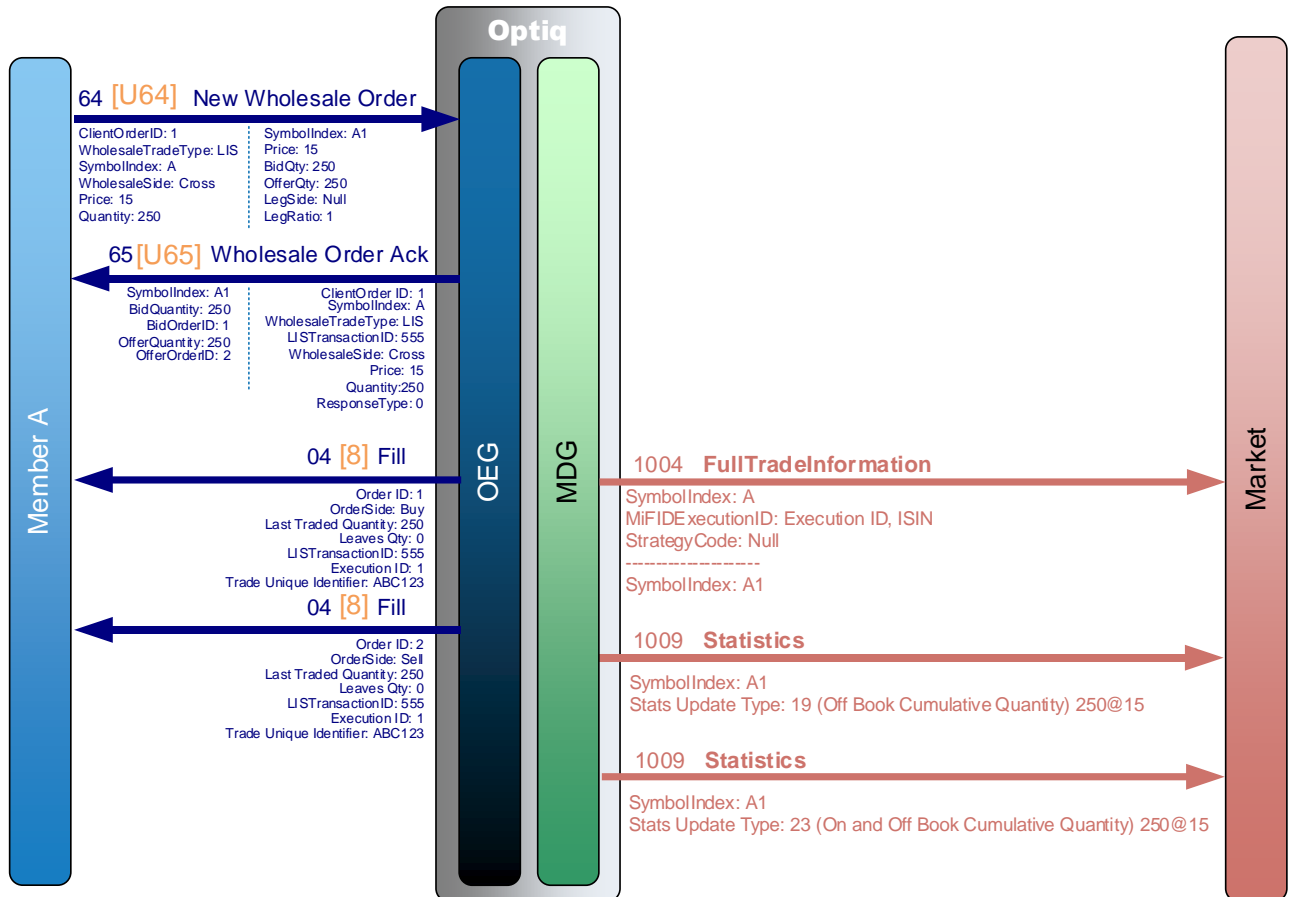 Optiq
64 [U64] New Wholesale Order
ClientOrderID: 1
WholesaleTradeType: LIS
SymbolIndex: A
WholesaleSide: Cross
Price: 15
Quantity: 250
SymbolIndex: A1
Price: 15
BidQty: 250
OfferQty: 250
LegSide: Null
LegRatio: 1
65 [U65] Wholesale Order Ack
SymbolIndex: A1
BidQuantity: 250
BidOrderID: 1
OfferQuantity: 250
OfferOrderID: 2
ClientOrder ID: 1
SymbolIndex: A
WholesaleTradeType: LIS
LISTransactionID: 555
WholesaleSide: Cross
Price: 15
Quantity:250
ResponseType: 0
Member A
OEG
MDG
Market
04 [8] Fill
Order ID: 1
OrderSide: Buy
Last Traded Quantity: 250
Leaves Qty: 0
LISTransactionID: 555
Execution ID: 1
Trade Unique Identifier: ABC123
04 [8] Fill
Order ID: 2
OrderSide: Sell
Last Traded Quantity: 250
Leaves Qty: 0
LISTransactionID: 555
Execution ID: 1
Trade Unique Identifier: ABC123
1004 FullTradeInformation
SymbolIndex: A
MiFIDExecutionID: Execution ID, ISIN
StrategyCode: Null
---------------------
SymbolIndex: A1
1009 Statistics
SymbolIndex: A1
Stats Update Type: 19 (Off Book Cumulative Quantity) 250@15
1009 Statistics
SymbolIndex: A1
Stats Update Type: 23 (On and Off Book Cumulative Quantity) 250@15